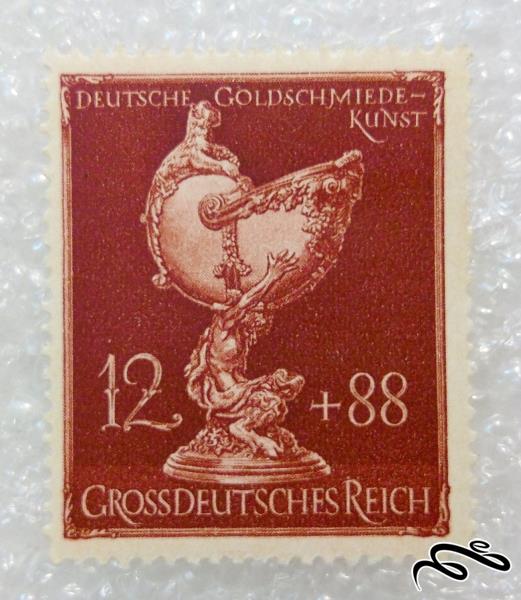 DEUTSCHE GOLDSCHMIEDE-
KUNST
12 +88
GROSSDEUTSCHES REICH